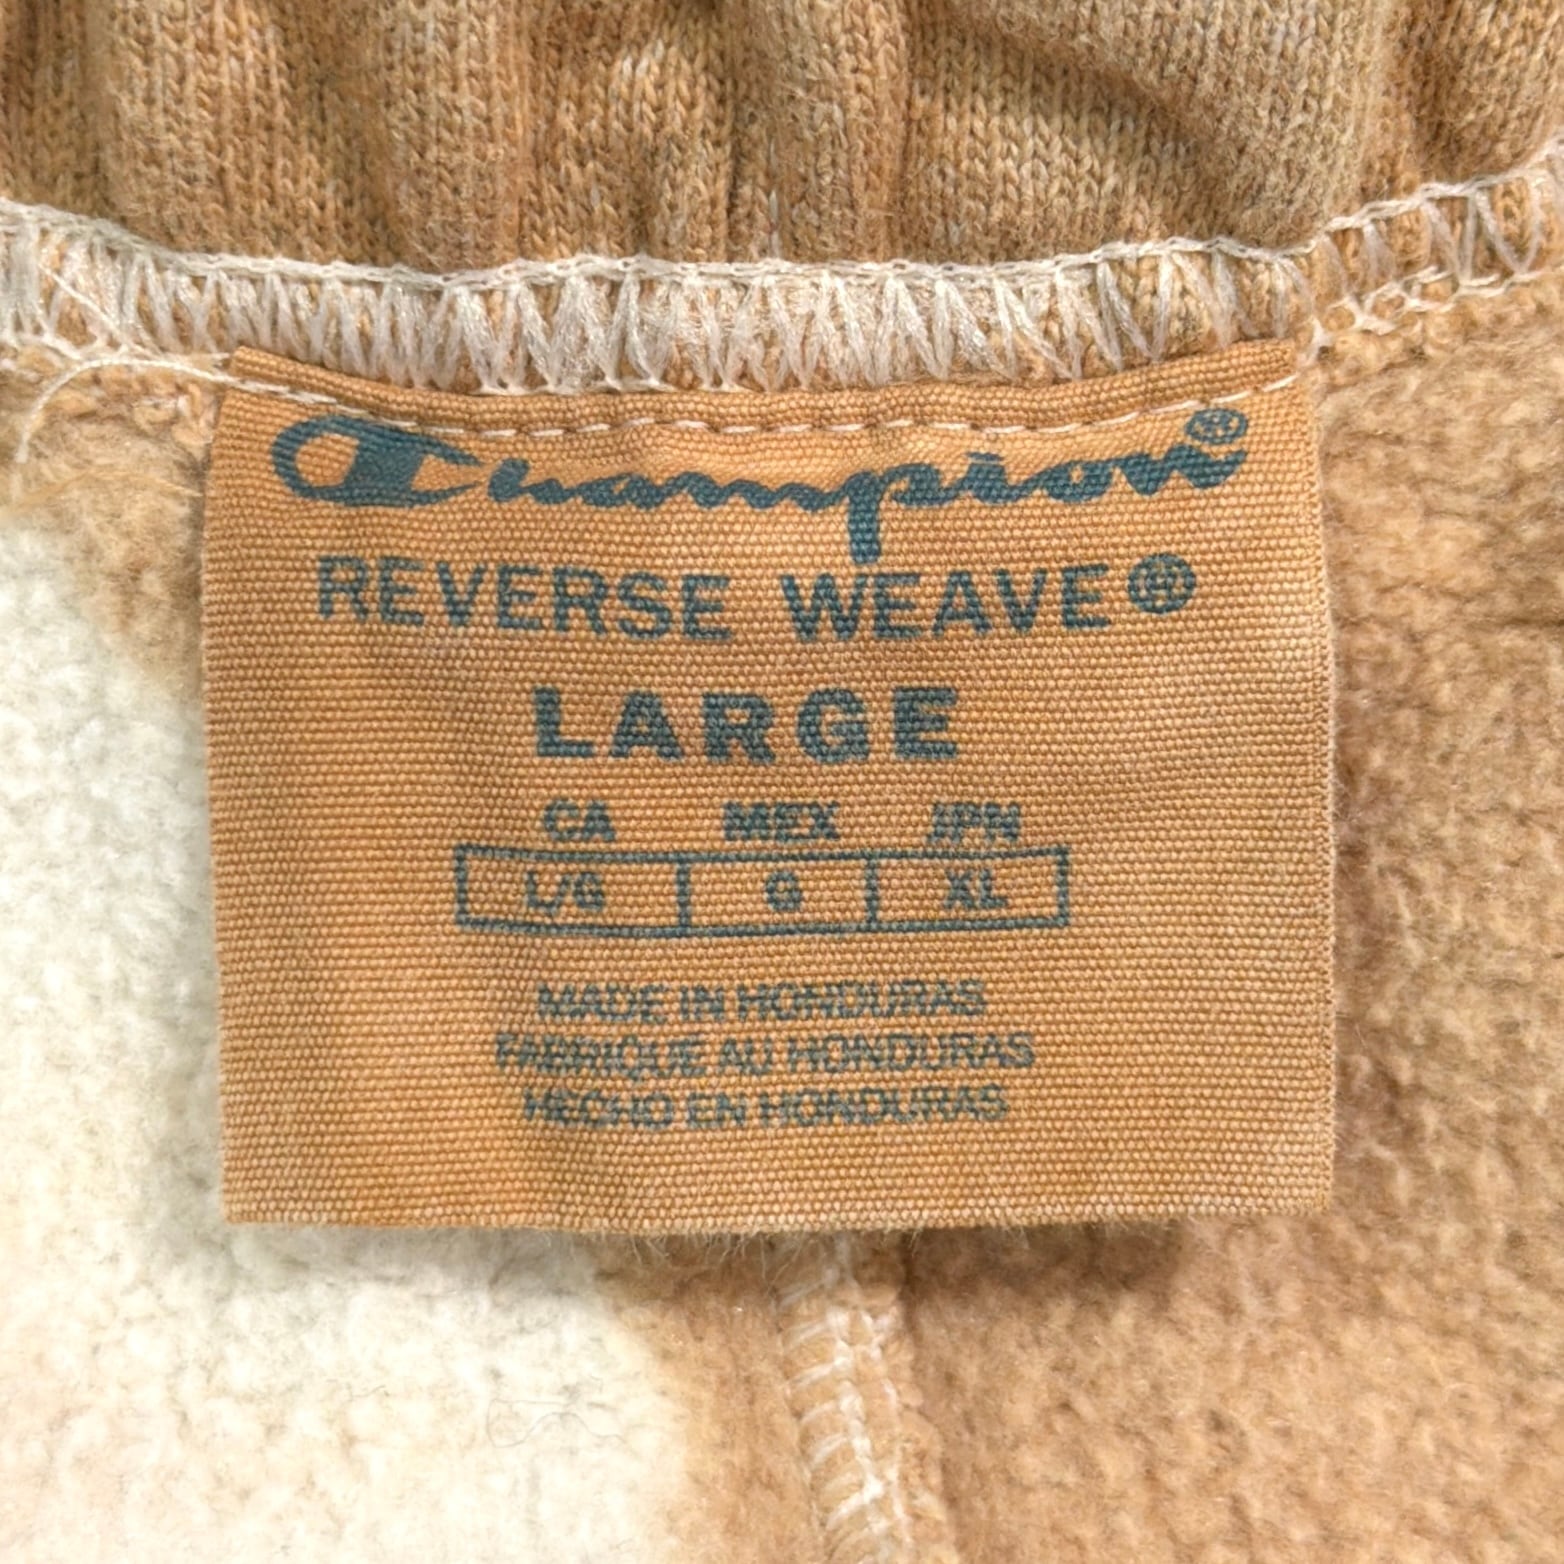 Champion®
REVERSE WEAVE®
LARGE
CA MEX JPN
L/G G XL
MADE IN HONDURAS
FABRIQUE AU HONDURAS
HECHO EN HONDURAS